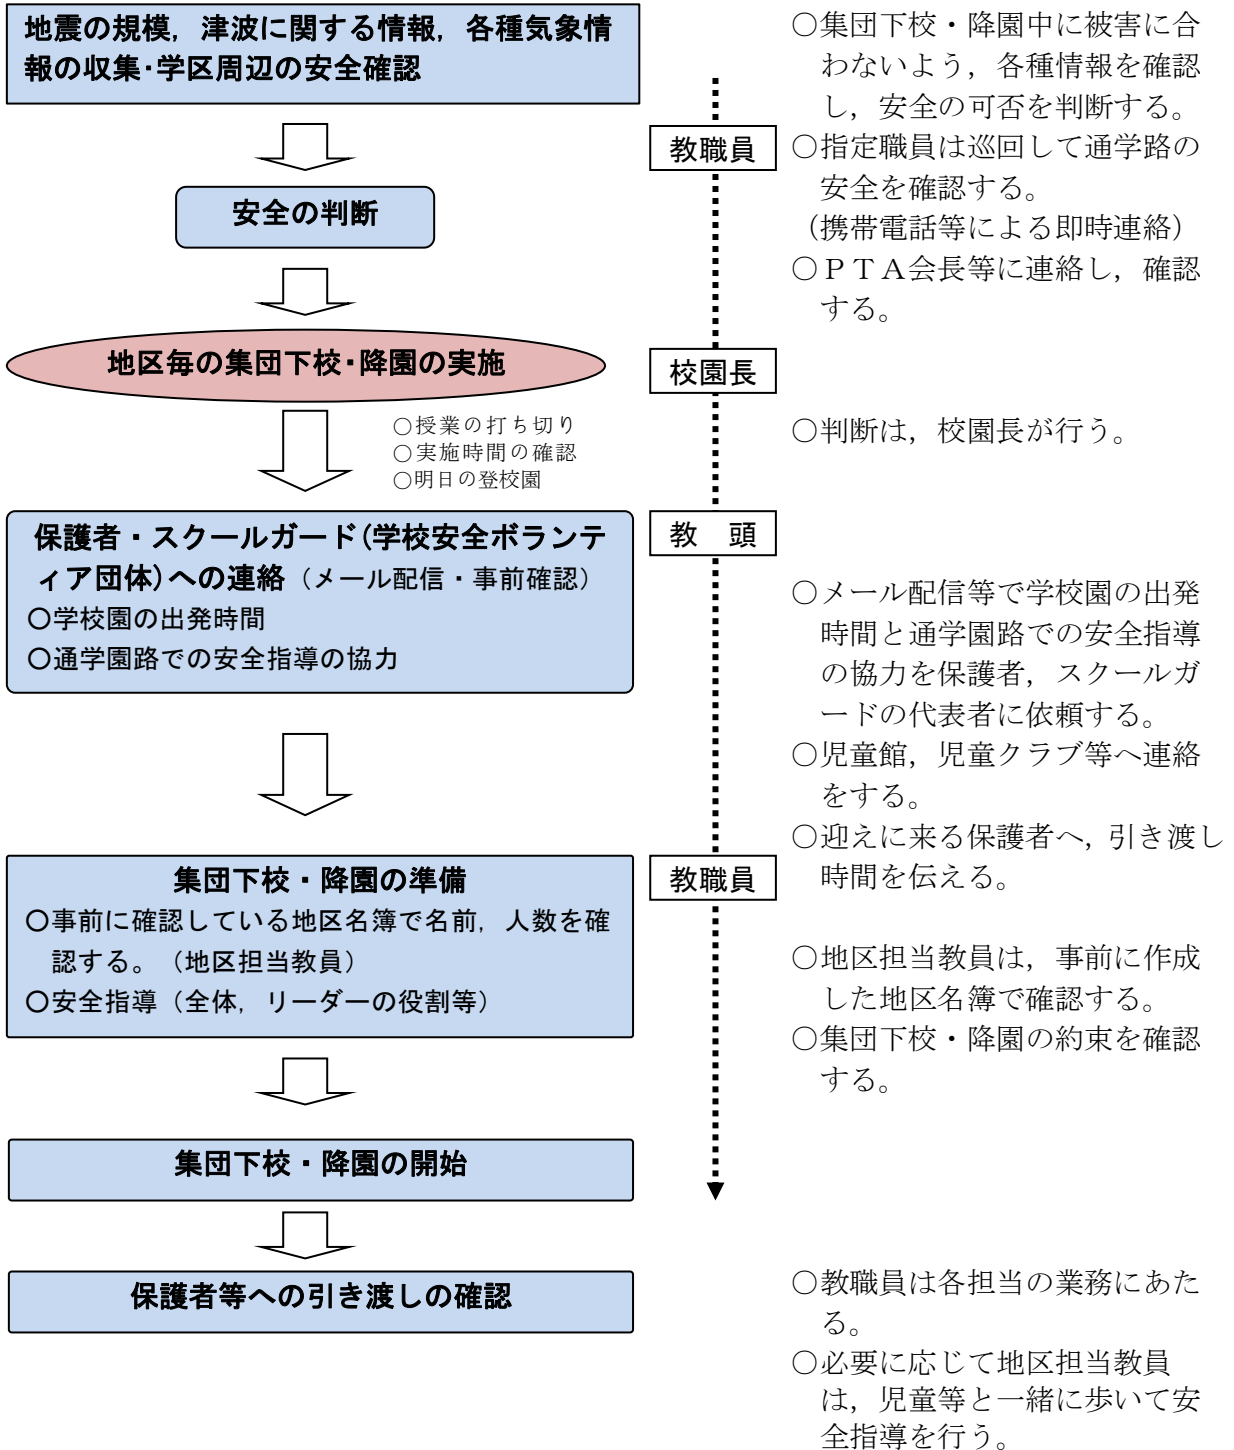 地震の規模，津波に関する情報，各種気象情
報の収集・学区周辺の安全確認
安全の判断
地区毎の集団下校・降園の実施
○授業の打ち切り
○実施時間の確認
○明日の登校園
保護者・スクールガード(学校安全ボランテ
ィア団体)への連絡（メール配信・事前確認）
○学校園の出発時間
○通学園路での安全指導の協力
集団下校・降園の準備
○事前に確認している地区名簿で名前，人数を確
認する。（地区担当教員）
○安全指導（全体，リーダーの役割等）
集団下校・降園の開始
保護者等への引き渡しの確認
教職員
校園長
教　頭
教職員
○集団下校・降園中に被害に合
わないよう，各種情報を確認
し，安全の可否を判断する。
○指定職員は巡回して通学路の
安全を確認する。
（携帯電話等による即時連絡）
○ＰＴＡ会長等に連絡し，確認
する。
○判断は，校園長が行う。
○メール配信等で学校園の出発
時間と通学園路での安全指導
の協力を保護者，スクールガ
ードの代表者に依頼する。
○児童館，児童クラブ等へ連絡
をする。
○迎えに来る保護者へ，引き渡し
時間を伝える。
○地区担当教員は，事前に作成
した地区名簿で確認する。
○集団下校・降園の約束を確認
する。
○教職員は各担当の業務にあた
る。
○必要に応じて地区担当教員
は，児童等と一緒に歩いて安
全指導を行う。